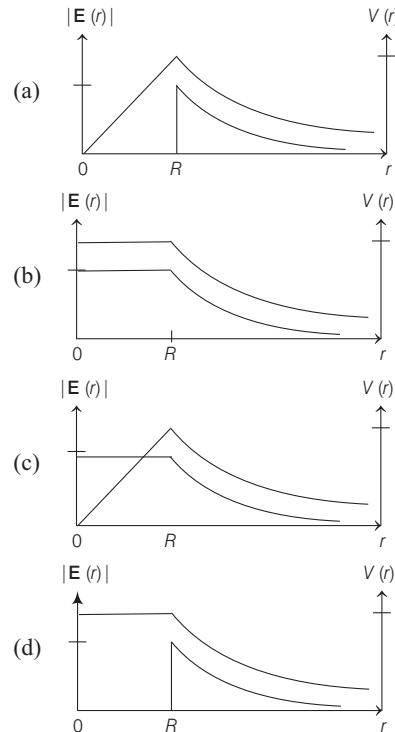 |E (r)| V (r)
(a)
0 R r
|E (r)| V (r)
(b)
0 R r
|E (r)| V (r)
(c)
0 R r
|E (r)| V (r)
(d)
0 R r